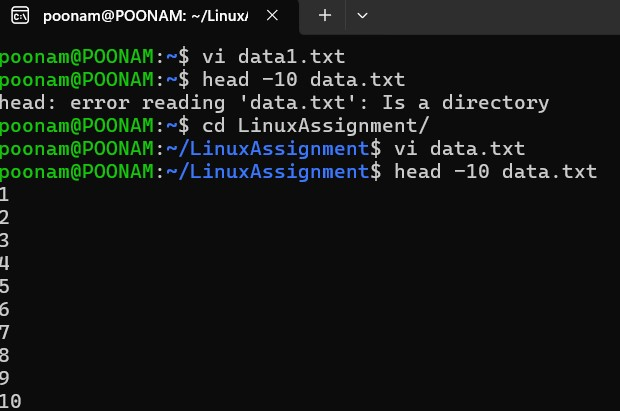 poonam@POONAM: ~/Linux/
poonam@POONAM:~$ vi data1.txt
poonam@POONAM:~$ head -10 data.txt
head: error reading 'data.txt': Is a directory
poonam@POONAM:~$ cd LinuxAssignment/
poonam@POONAM:~/LinuxAssignment$ vi data.txt
poonam@POONAM:~/LinuxAssignment$ head -10 data.txt
1
2
3
4
5
6
7
8
9
10